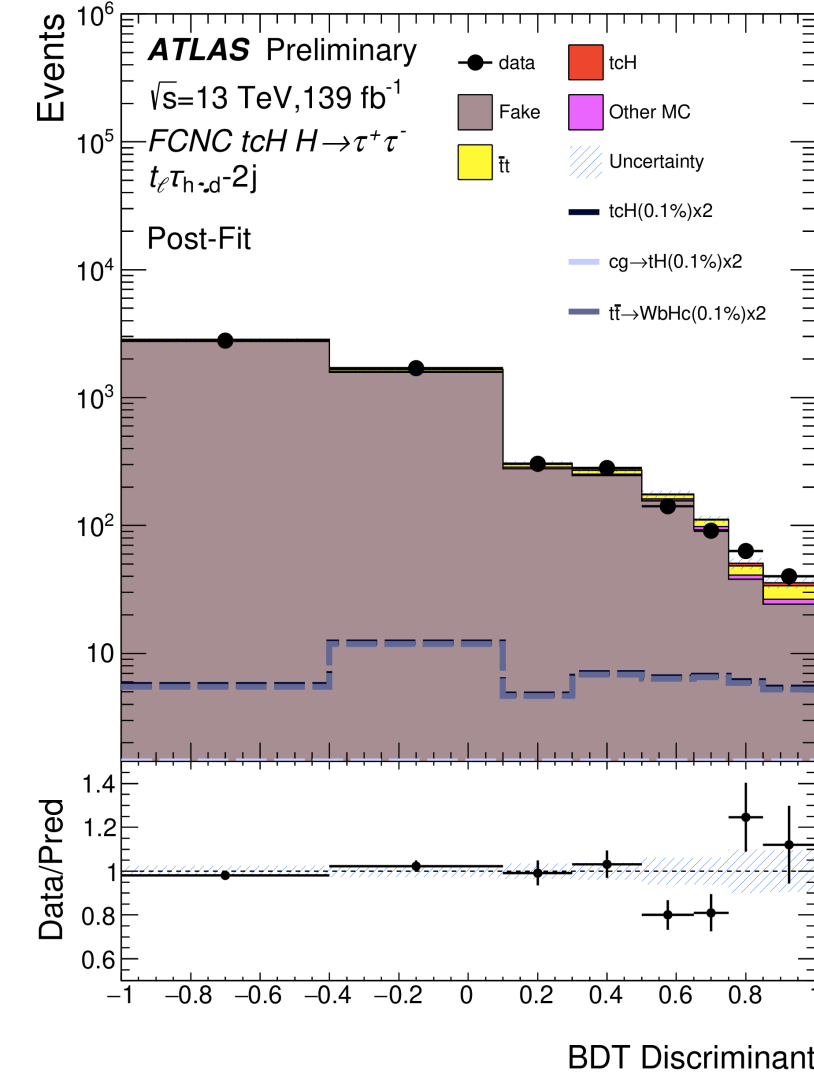 Events
10⁶
10⁵
10⁴
10³
10²
10
ATLAS Preliminary
√s=13 TeV,139 fb⁻¹
FCNC tcH H→τ⁺τ⁻
-2j
Post-Fit
data
tcH
Fake
Other MC
t̄t
Uncertainty
tcH(0.1%)x2
cg→tH(0.1%)x2
tt̄→WbHc(0.1%)x2
Data/Pred
1.4
1.2
1
0.8
0.6
−1 −0.8 −0.6 −0.4 −0.2 0 0.2 0.4 0.6 0.8
BDT Discriminant